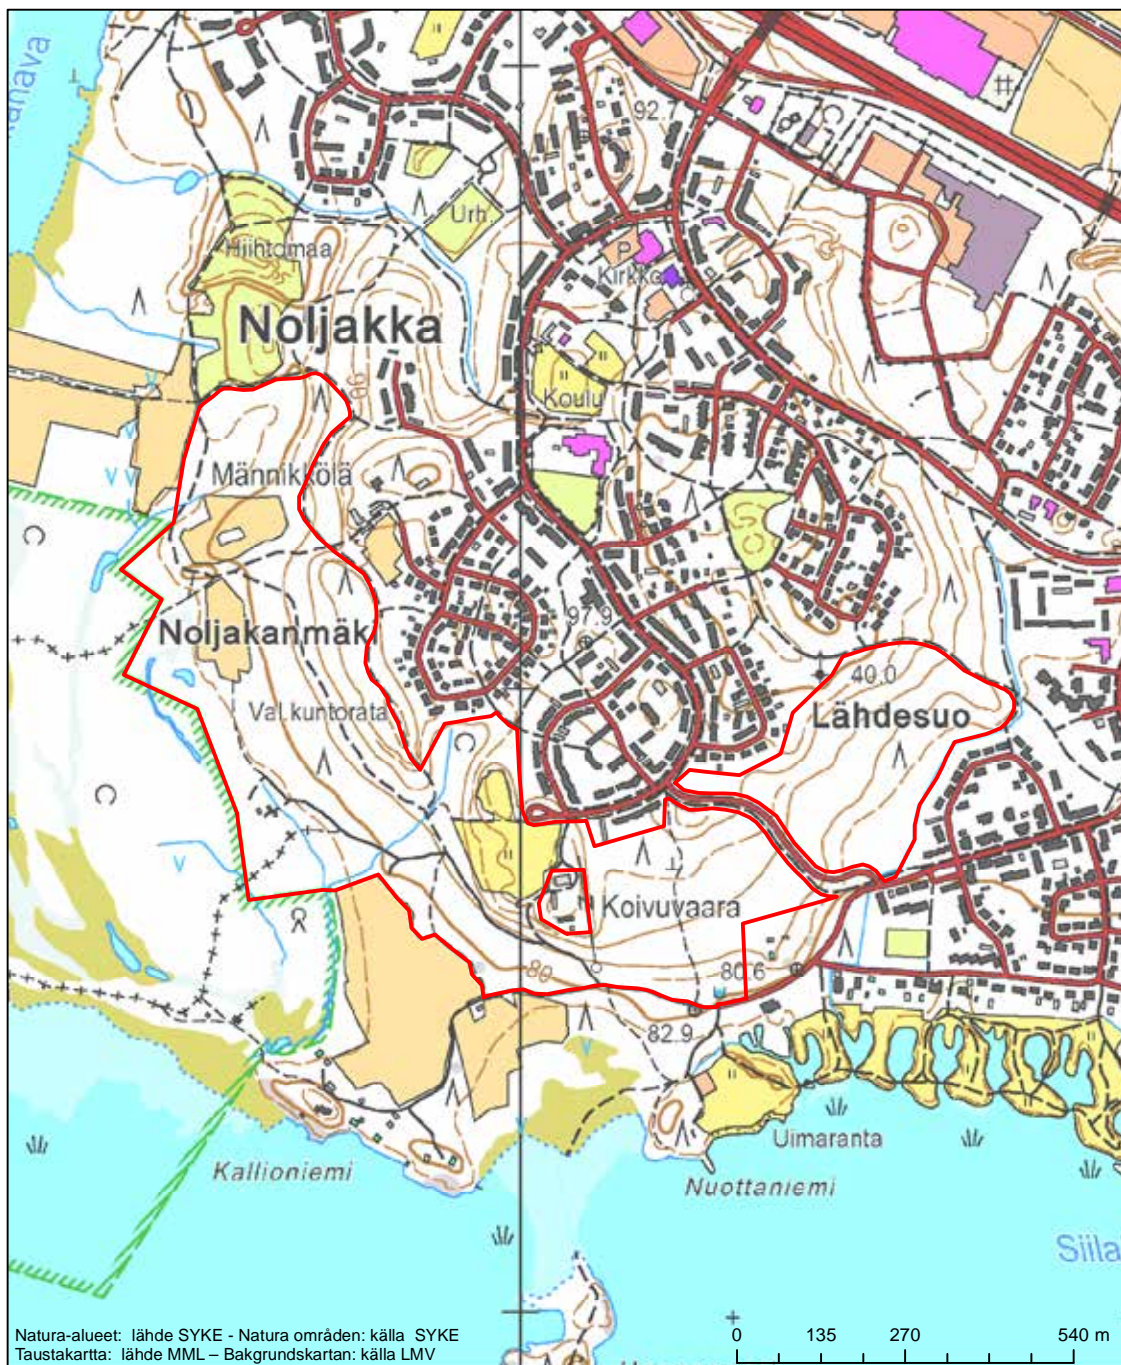 92.7
Urh.
Hiihtomaa
P
Kirkko
Noljakka
90
Koulu
Männikkölä
97.9
Noljakanmäk
40.0
Val.kuntorata
Lähdesuo
Koivuvaara
80
80.6
82.9
Uimaranta
Kallioniemi
Nuottaniemi
Siila
Natura-alueet: lähde SYKE - Natura områden: källa SYKE
Taustakartta: lähde MML – Bakgrundskartan: källa LMV
0 135 270 540 m